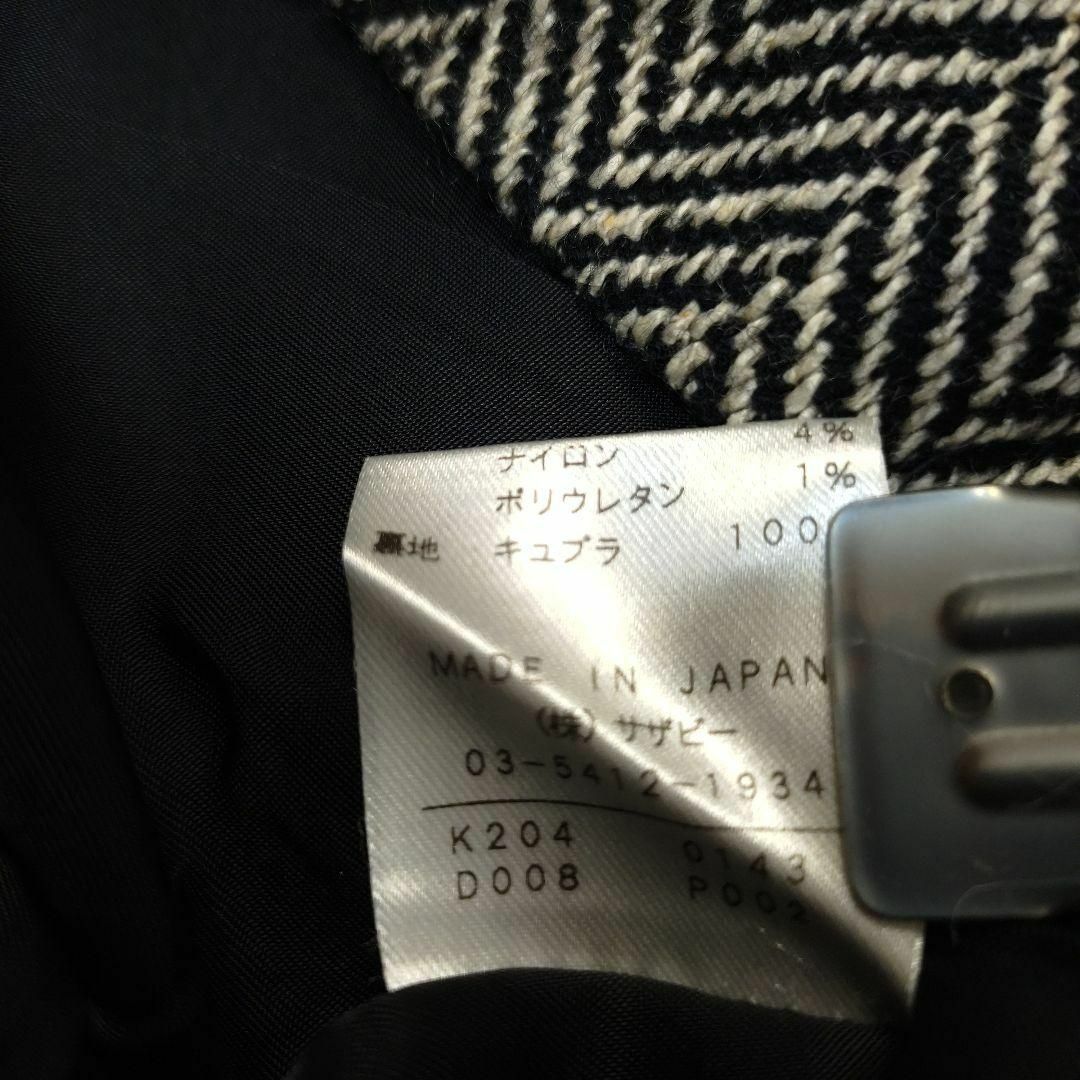 ナイロン 4%
ポリウレタン 1%
裏地 キュプラ 100
MADE IN JAPAN
(株) サザビー
03-5412-1934
K204 0143
D008 P002